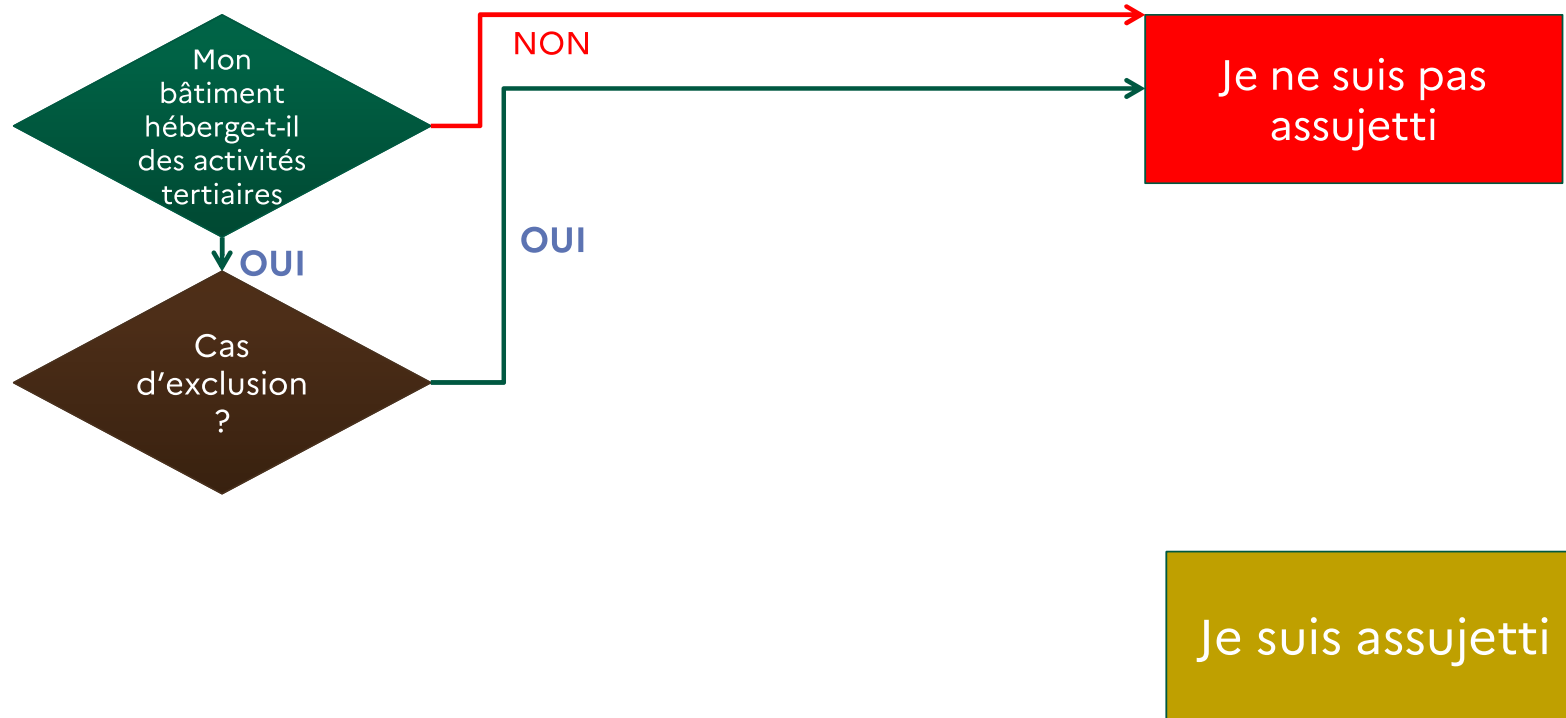 Mon
bâtiment
héberge-t-il
des activités
tertiaires
NON
Je ne suis pas
assujetti
OUI
OUI
Cas
d’exclusion
?
Je suis assujetti